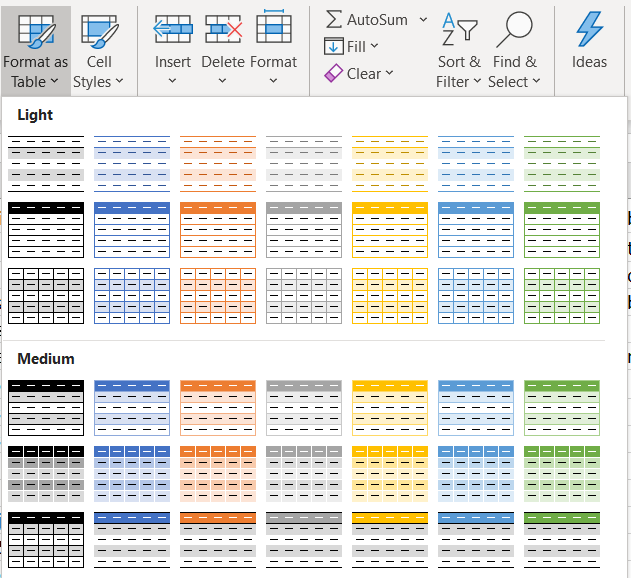 Format as
Table
Cell
Styles
Insert
Delete
Format
AutoSum
Fill
Clear
Sort &
Filter
Find &
Select
Ideas
Light
Medium